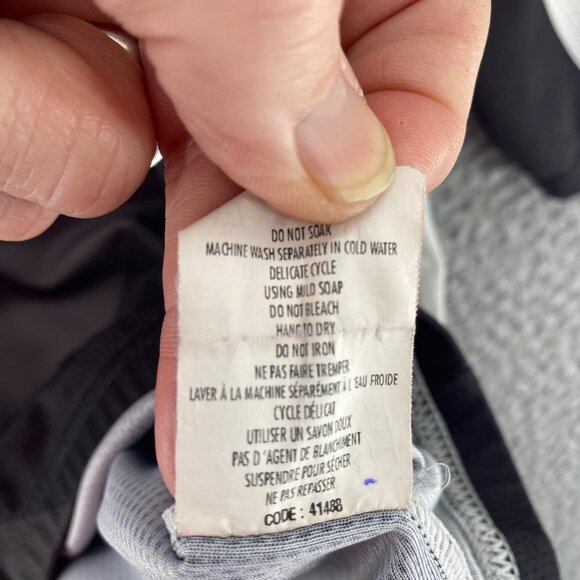 DO NOT SOAK
MACHINE WASH SEPARATELY IN COLD WATER
DELICATE CYCLE
USING MILD SOAP
DO NOT BLEACH
HANG TO DRY
DO NOT IRON
NE PAS FAIRE TREMPER
LAVER À LA MACHINE SÉPARÉMENT À L'EAU FROIDE
CYCLE DÉLICAT
UTILISER UN SAVON DOUX
PAS D'AGENT DE BLANCHIMENT
SUSPENDRE POUR SÉCHER
NE PAS REPASSER
CODE : 41488